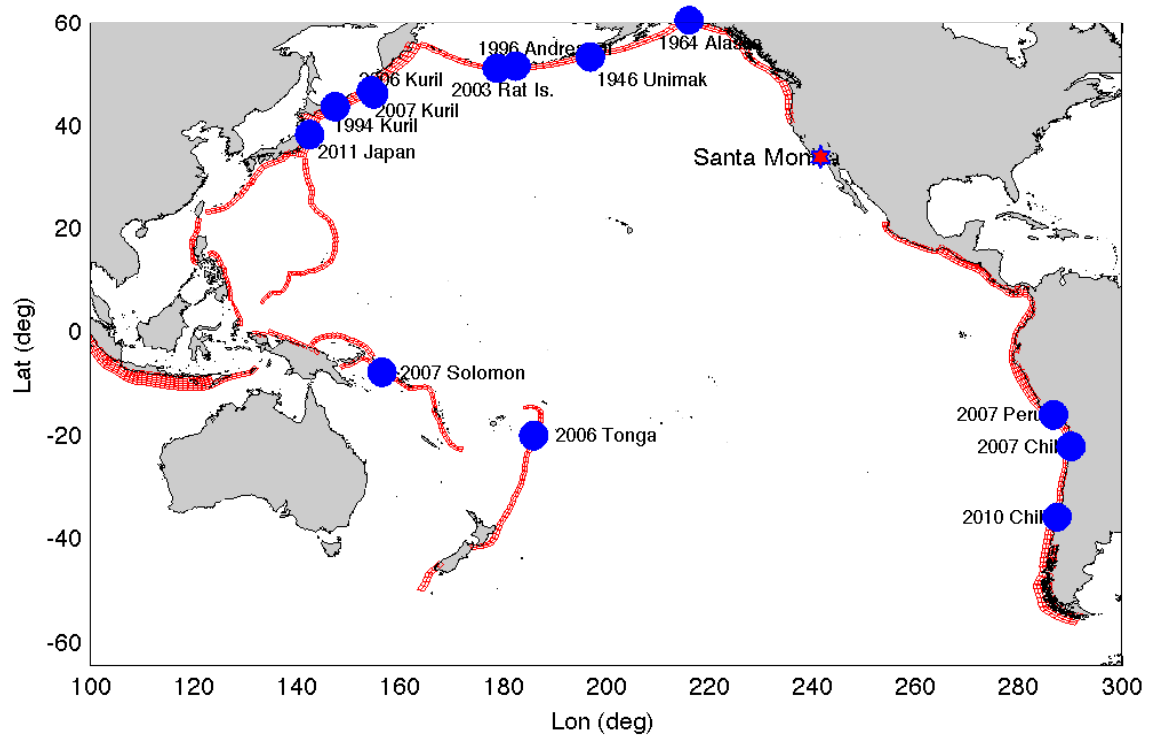 60
40
20
0
-20
-40
-60
Lat (deg)
1996 Andreanof
1964 Alaska
2006 Kuril
2003 Rat Is.
1946 Unimak
2007 Kuril
1994 Kuril
2011 Japan
Santa Monica
2007 Solomon
2007 Peru
2006 Tonga
2007 Chil
2010 Chil
100 120 140 160 180 200 220 240 260 280 300
Lon (deg)